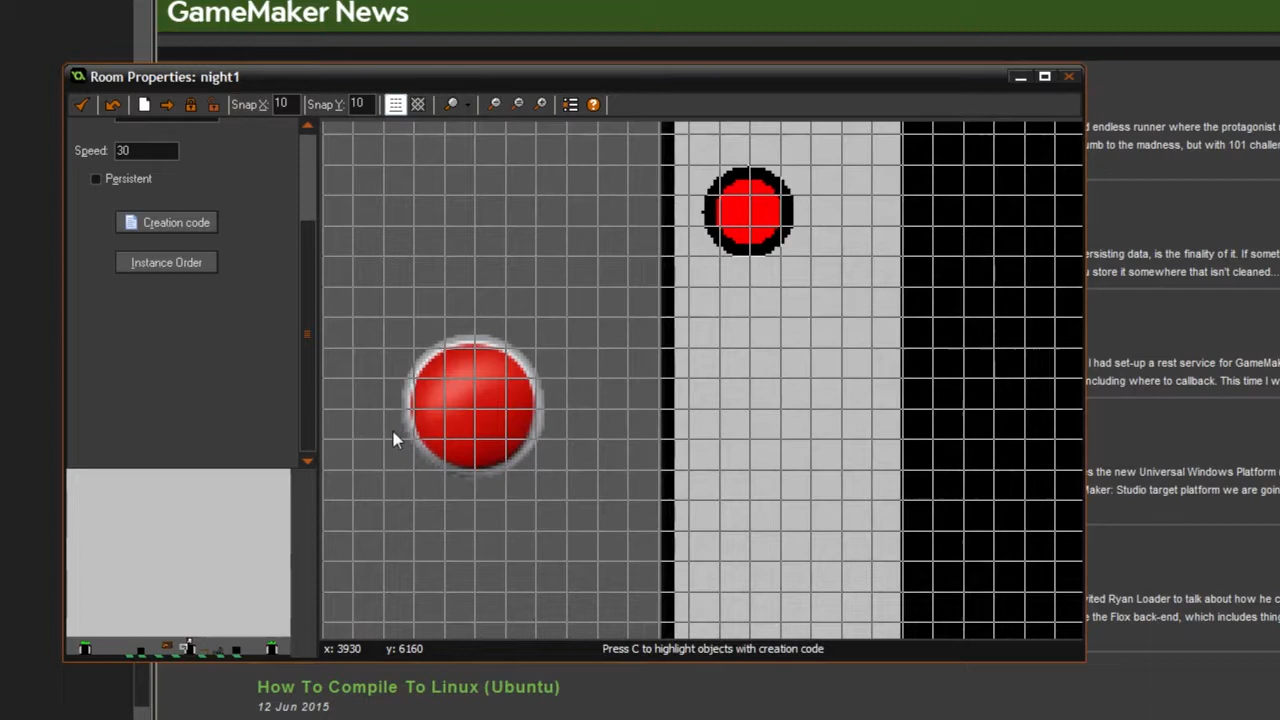 GameMaker News
Room Properties: night1
Snap X: 10 Snap Y: 10
Speed: 30
Persistent
Creation code
Instance Order
x: 3930 y: 6160 Press C to highlight objects with creation code
d endless runner where the protagonist
umb to the madness, but with 101 challe
ersisting data, is the finality of it. If somet
store it somewhere that isn't cleaned...
I had set-up a rest service for GameMak
ncluding where to callback. This time I w
s the new Universal Windows Platform
Maker: Studio target platform we are goin
vited Ryan Loader to talk about how he c
e the Flox back-end, which includes thing
How To Compile To Linux (Ubuntu)
12 Jun 2015